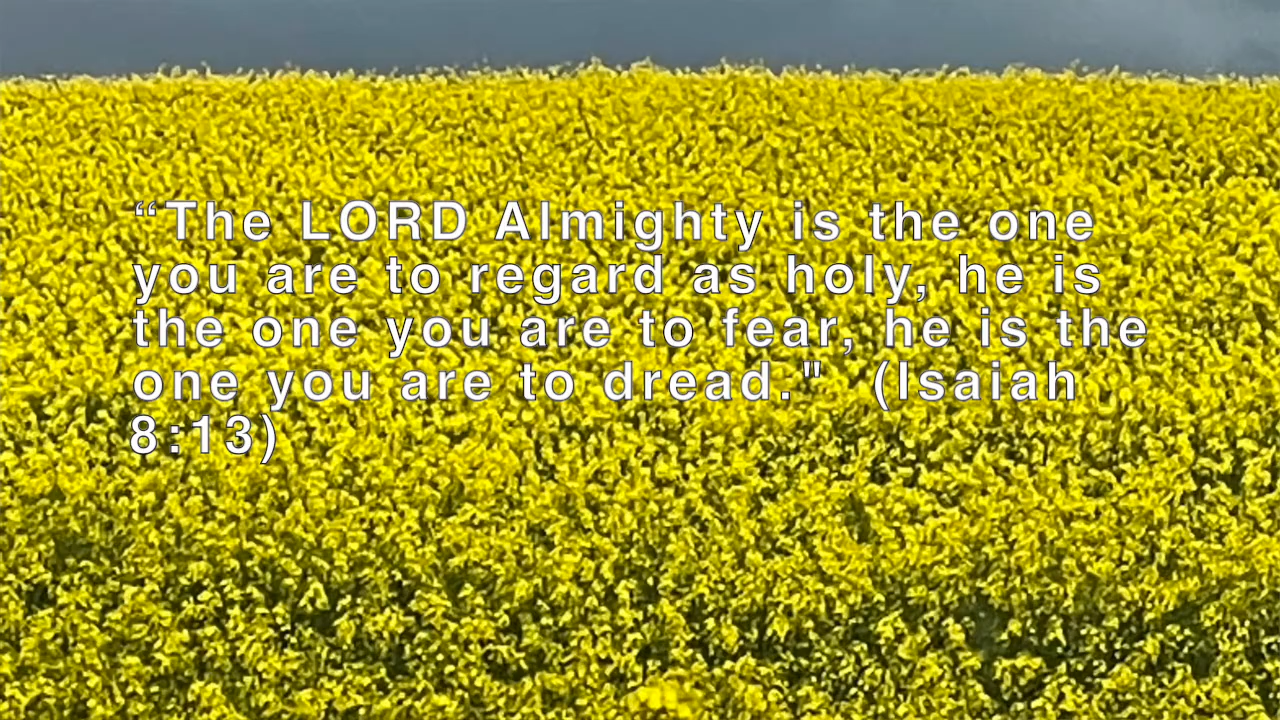 “The LORD Almighty is the one
you are to regard as holy, he is
the one you are to fear, he is the
one you are to dread."  (Isaiah
8:13)